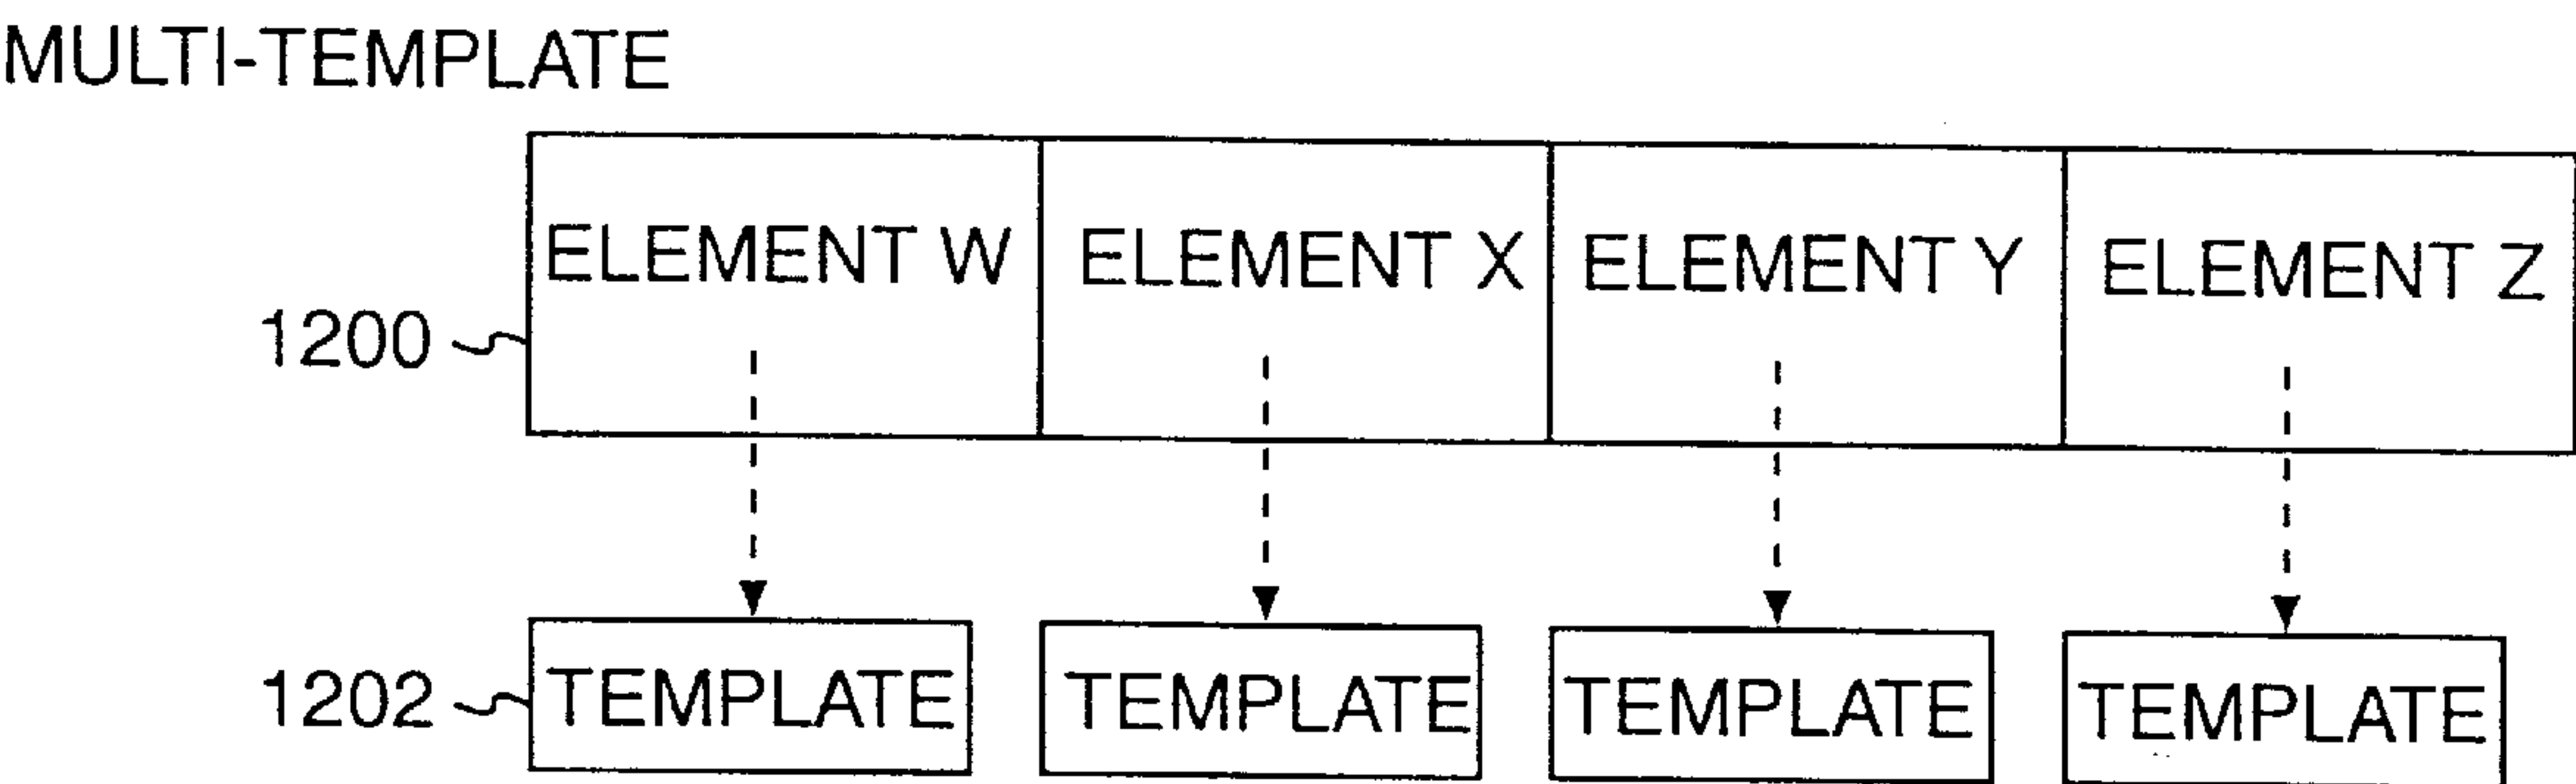 MULTI-TEMPLATE
ELEMENT W ELEMENT X ELEMENT Y ELEMENT Z
1200
1202 TEMPLATE TEMPLATE TEMPLATE TEMPLATE